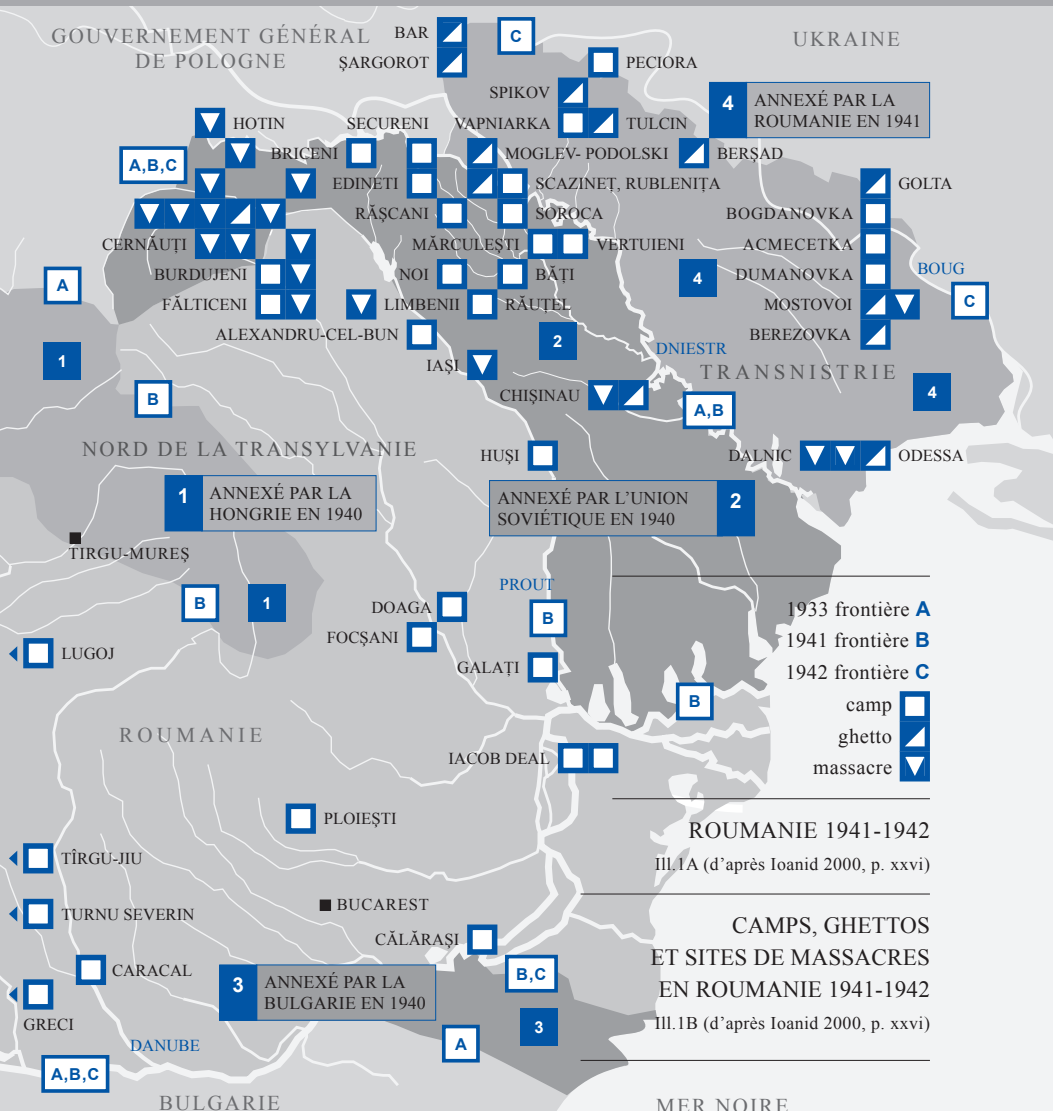 GOUVERNEMENT GÉNÉRAL
DE POLOGNE
BAR
C
UKRAINE
ŞARGOROT
PECIORA
SPIKOV
4
ANNEXÉ PAR LA
ROUMANIE EN 1941
HOTIN
SECURENI
VAPNIARKA
TULCIN
A,B,C
BRICENI
MOGLEV- PODOLSKI
BERŞAD
EDINETI
SCAZINEŢ, RUBLENIŢA
GOLTA
RĂŞCANI
SOROCA
BOGDANOVKA
CERNĂUŢI
MĂRCULEŞTI
VERTUIENI
ACMECETKA
BURDUJENI
NOI
BĂŢI
4
DUMANOVKA
BOUG
A
FĂLTICENI
LIMBENII
RĂUŢEL
MOSTOVOI
C
ALEXANDRU-CEL-BUN
2
BEREZOVKA
1
IAŞI
DNIESTR
TRANSNISTRIE
B
CHIŞINAU
A,B
4
NORD DE LA TRANSYLVANIE
HUŞI
DALNIC
ODESSA
1
ANNEXÉ PAR LA
HONGRIE EN 1940
ANNEXÉ PAR L'UNION
SOVIÉTIQUE EN 1940
2
TÎRGU-MUREŞ
PROUT
B
1
DOAGA
B
1933 frontière A
FOCŞANI
1941 frontière B
LUGOJ
GALAŢI
1942 frontière C
B
camp
ROUMANIE
ghetto
IACOB DEAL
massacre
PLOIEŞTI
ROUMANIE 1941-1942
TÎRGU-JIU
Ill.1A (d'après Ioanid 2000, p. xxvi)
TURNU SEVERIN
BUCAREST
CAMPS, GHETTOS
CĂLĂRAŞI
ET SITES DE MASSACRES
CARACAL
3
ANNEXÉ PAR LA
BULGARIE EN 1940
B,C
EN ROUMANIE 1941-1942
GRECI
3
Ill.1B (d'après Ioanid 2000, p. xxvi)
DANUBE
A
A,B,C
BULGARIE
MER NOIRE